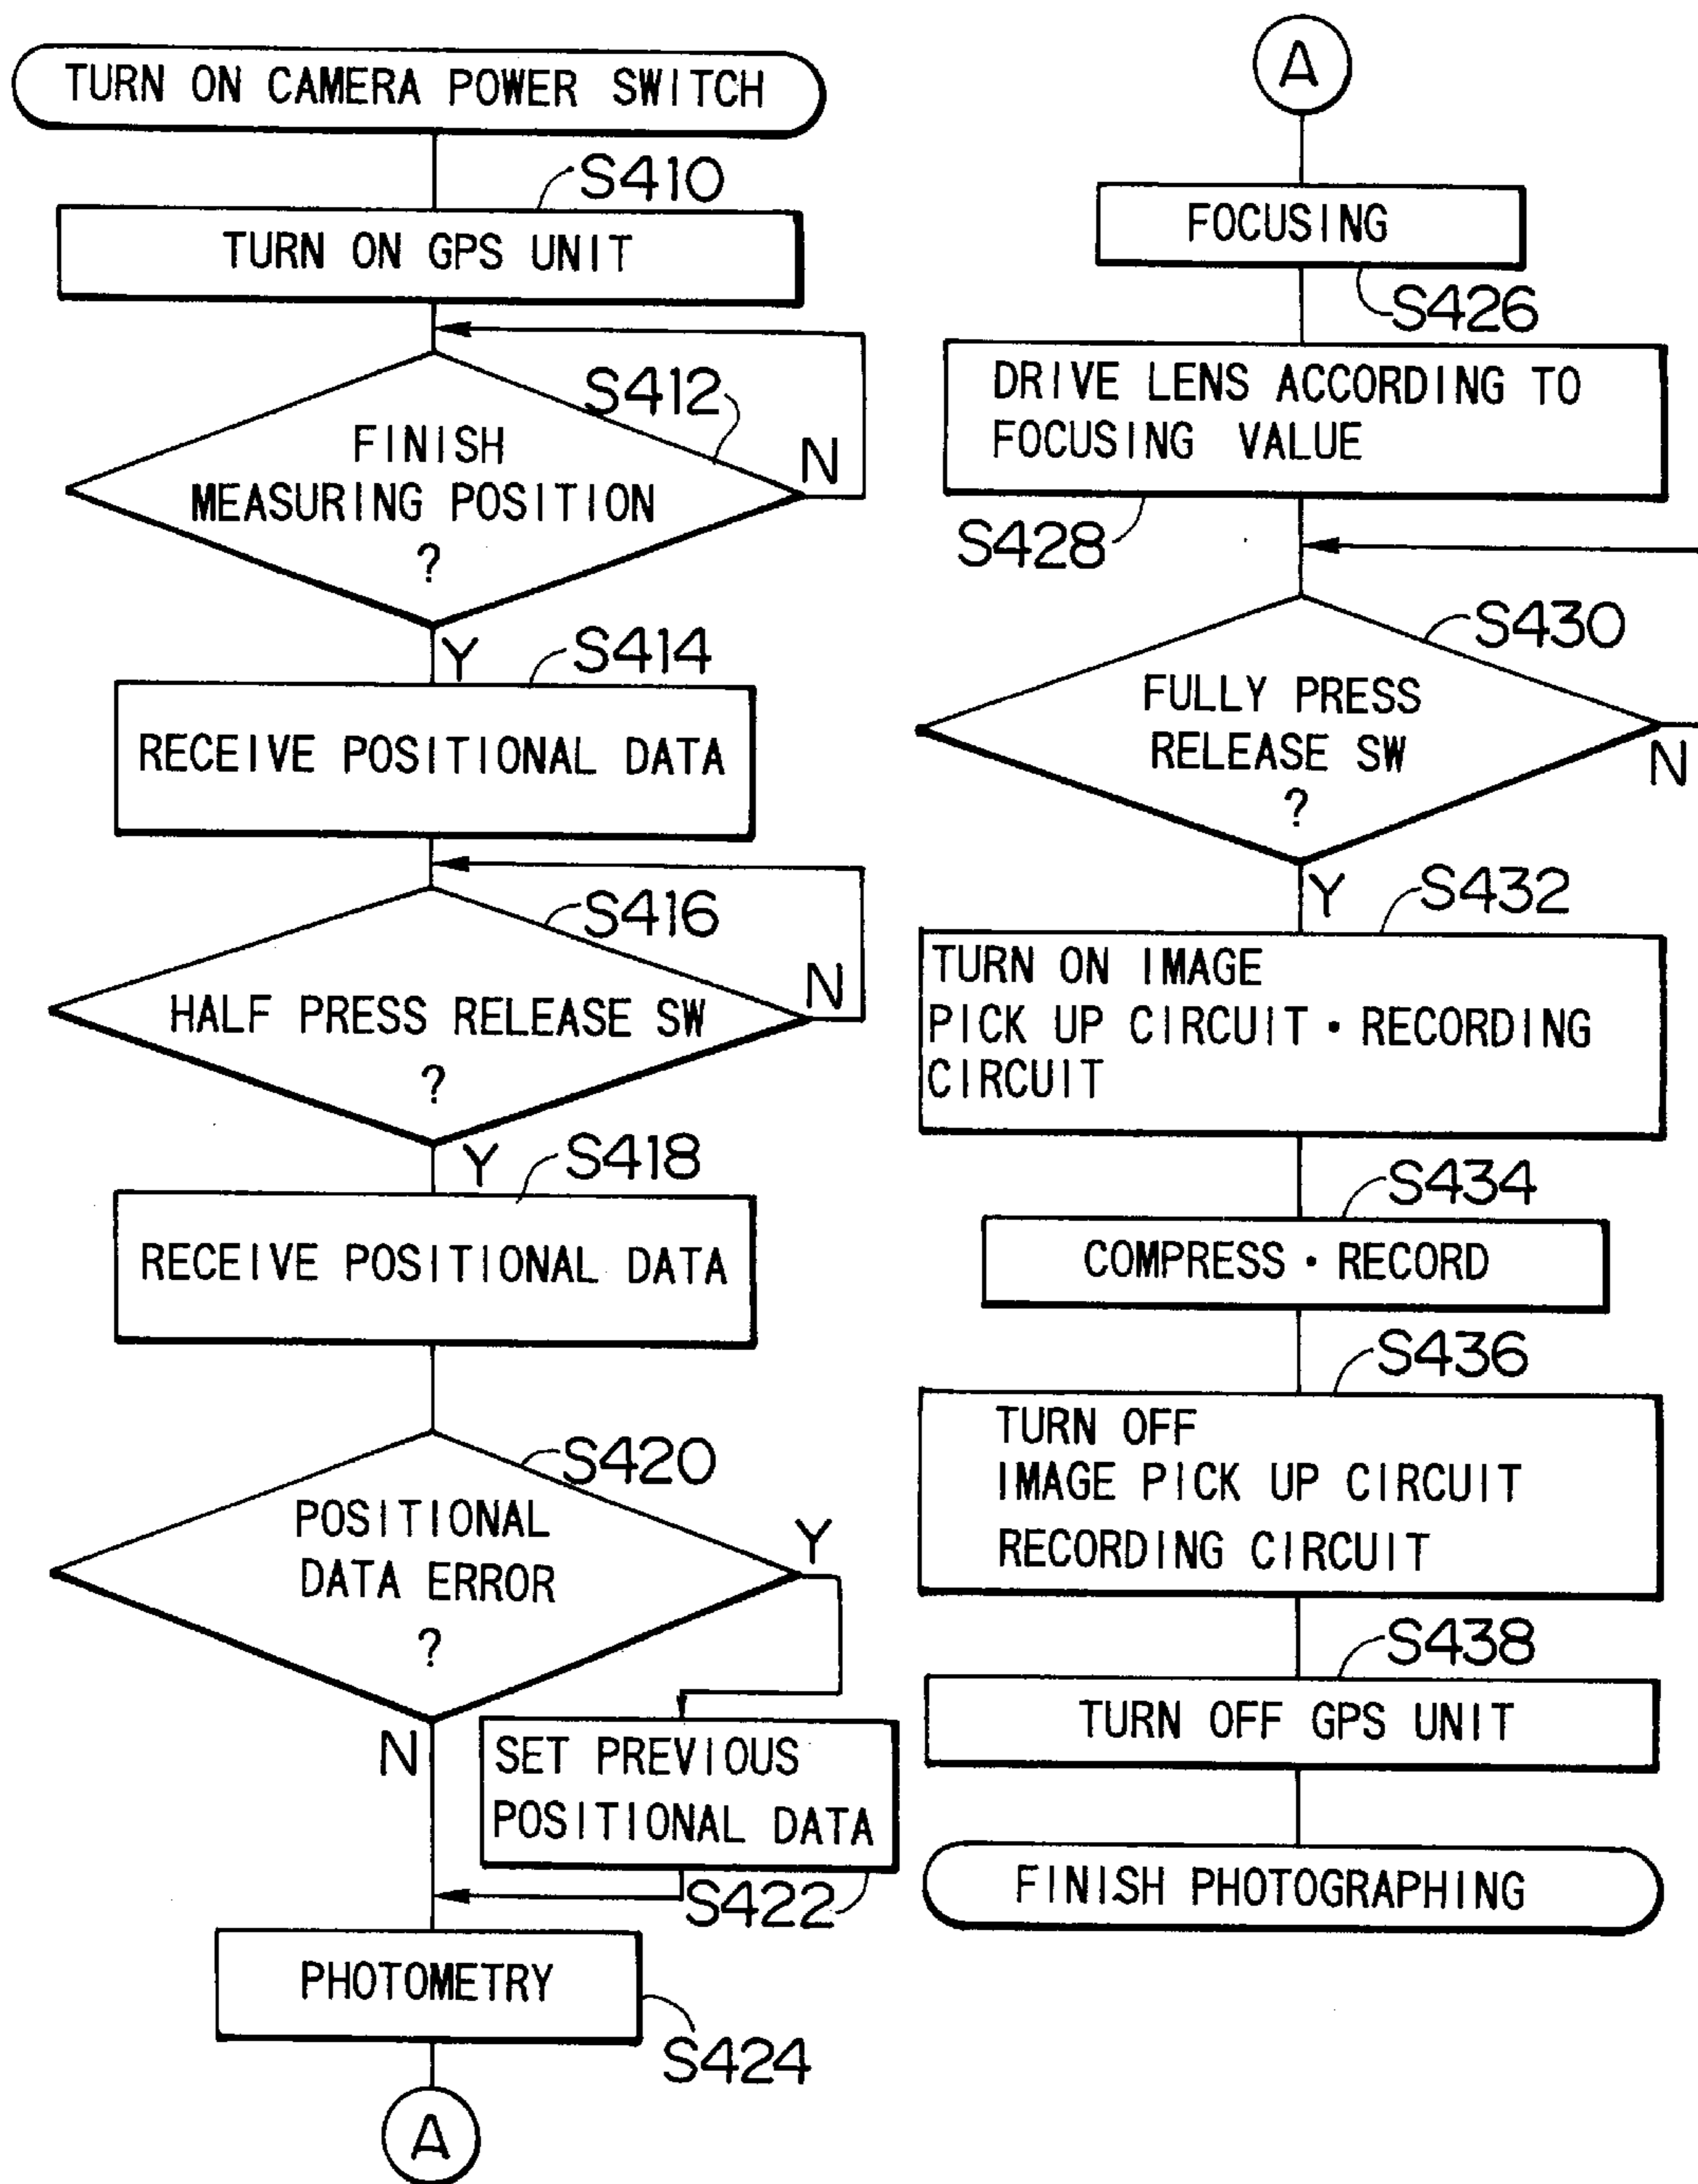 TURN ON CAMERA POWER SWITCH
S410
TURN ON GPS UNIT
S412
FINISH
MEASURING POSITION
?
N
Y
S414
RECEIVE POSITIONAL DATA
S416
HALF PRESS RELEASE SW
?
N
Y
S418
RECEIVE POSITIONAL DATA
S420
POSITIONAL
DATA ERROR
?
Y
N
SET PREVIOUS
POSITIONAL DATA
S422
PHOTOMETRY
S424
A
A
FOCUSING
S426
DRIVE LENS ACCORDING TO
FOCUSING VALUE
S428
S430
FULLY PRESS
RELEASE SW
?
N
Y
S432
TURN ON IMAGE
PICK UP CIRCUIT・RECORDING
CIRCUIT
S434
COMPRESS・RECORD
S436
TURN OFF
IMAGE PICK UP CIRCUIT
RECORDING CIRCUIT
S438
TURN OFF GPS UNIT
FINISH PHOTOGRAPHING